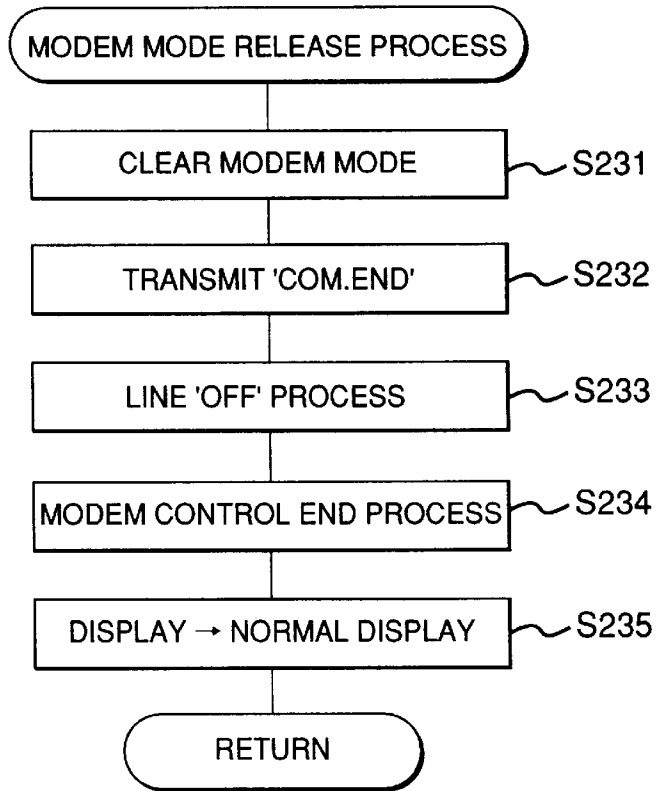 MODEM MODE RELEASE PROCESS
CLEAR MODEM MODE
S231
TRANSMIT 'COM.END'
S232
LINE 'OFF' PROCESS
S233
MODEM CONTROL END PROCESS
S234
DISPLAY → NORMAL DISPLAY
S235
RETURN